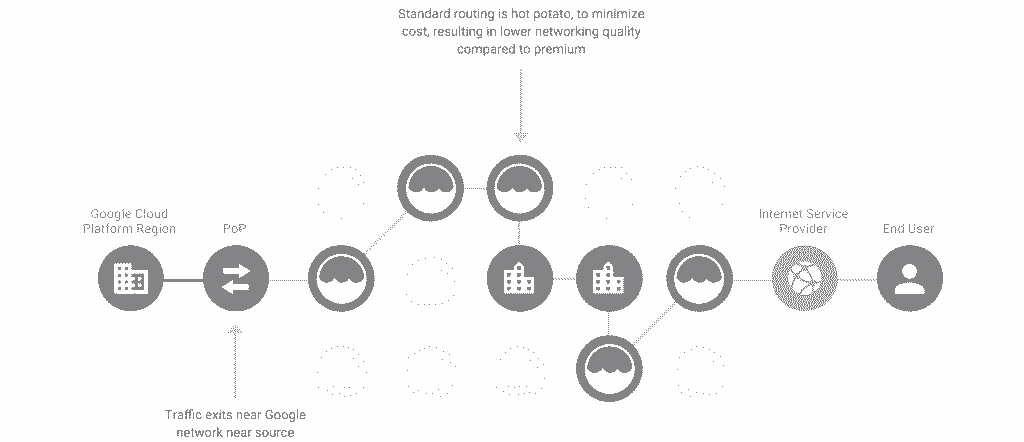 Standard routing is hot potato, to minimize
cost, resulting in lower networking quality
compared to premium
Google Cloud
Platform Region
PoP
Internet Service
Provider
End User
Traffic exits near Google
network near source